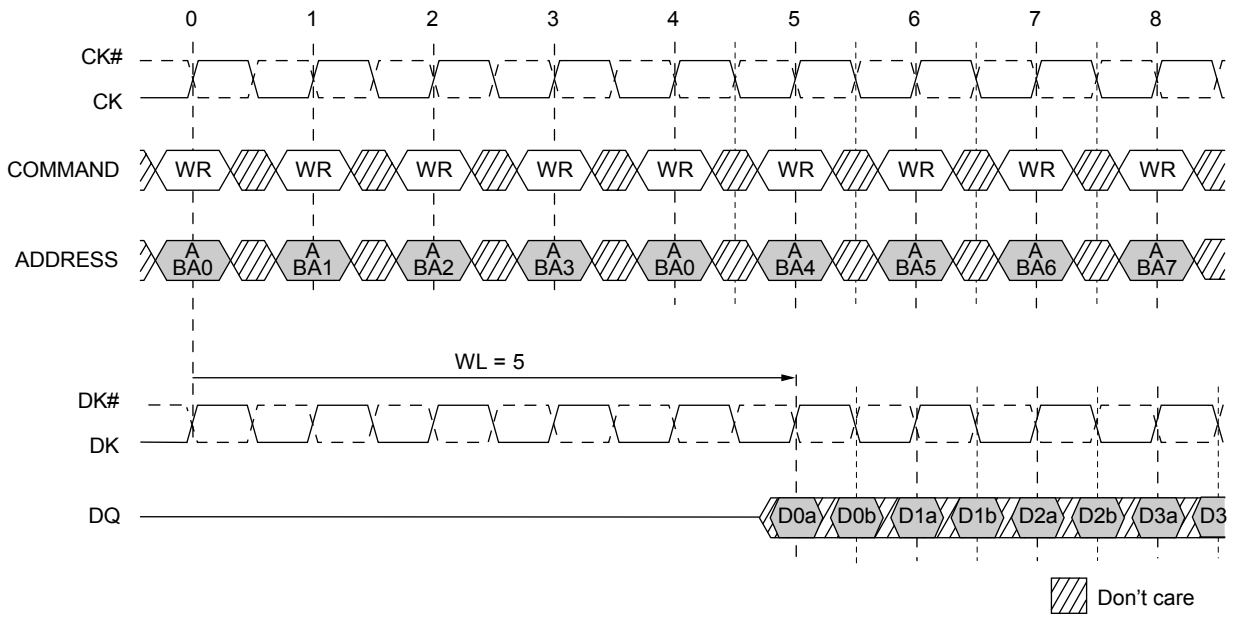 0 1 2 3 4 5 6 7 8
CK#
CK
COMMAND WR WR WR WR WR WR WR WR WR
A A A A A A A A A
ADDRESS BA0 BA1 BA2 BA3 BA0 BA4 BA5 BA6 BA7
WL = 5
DK#
DK
DQ D0a D0b D1a D1b D2a D2b D3a D3
Don't care